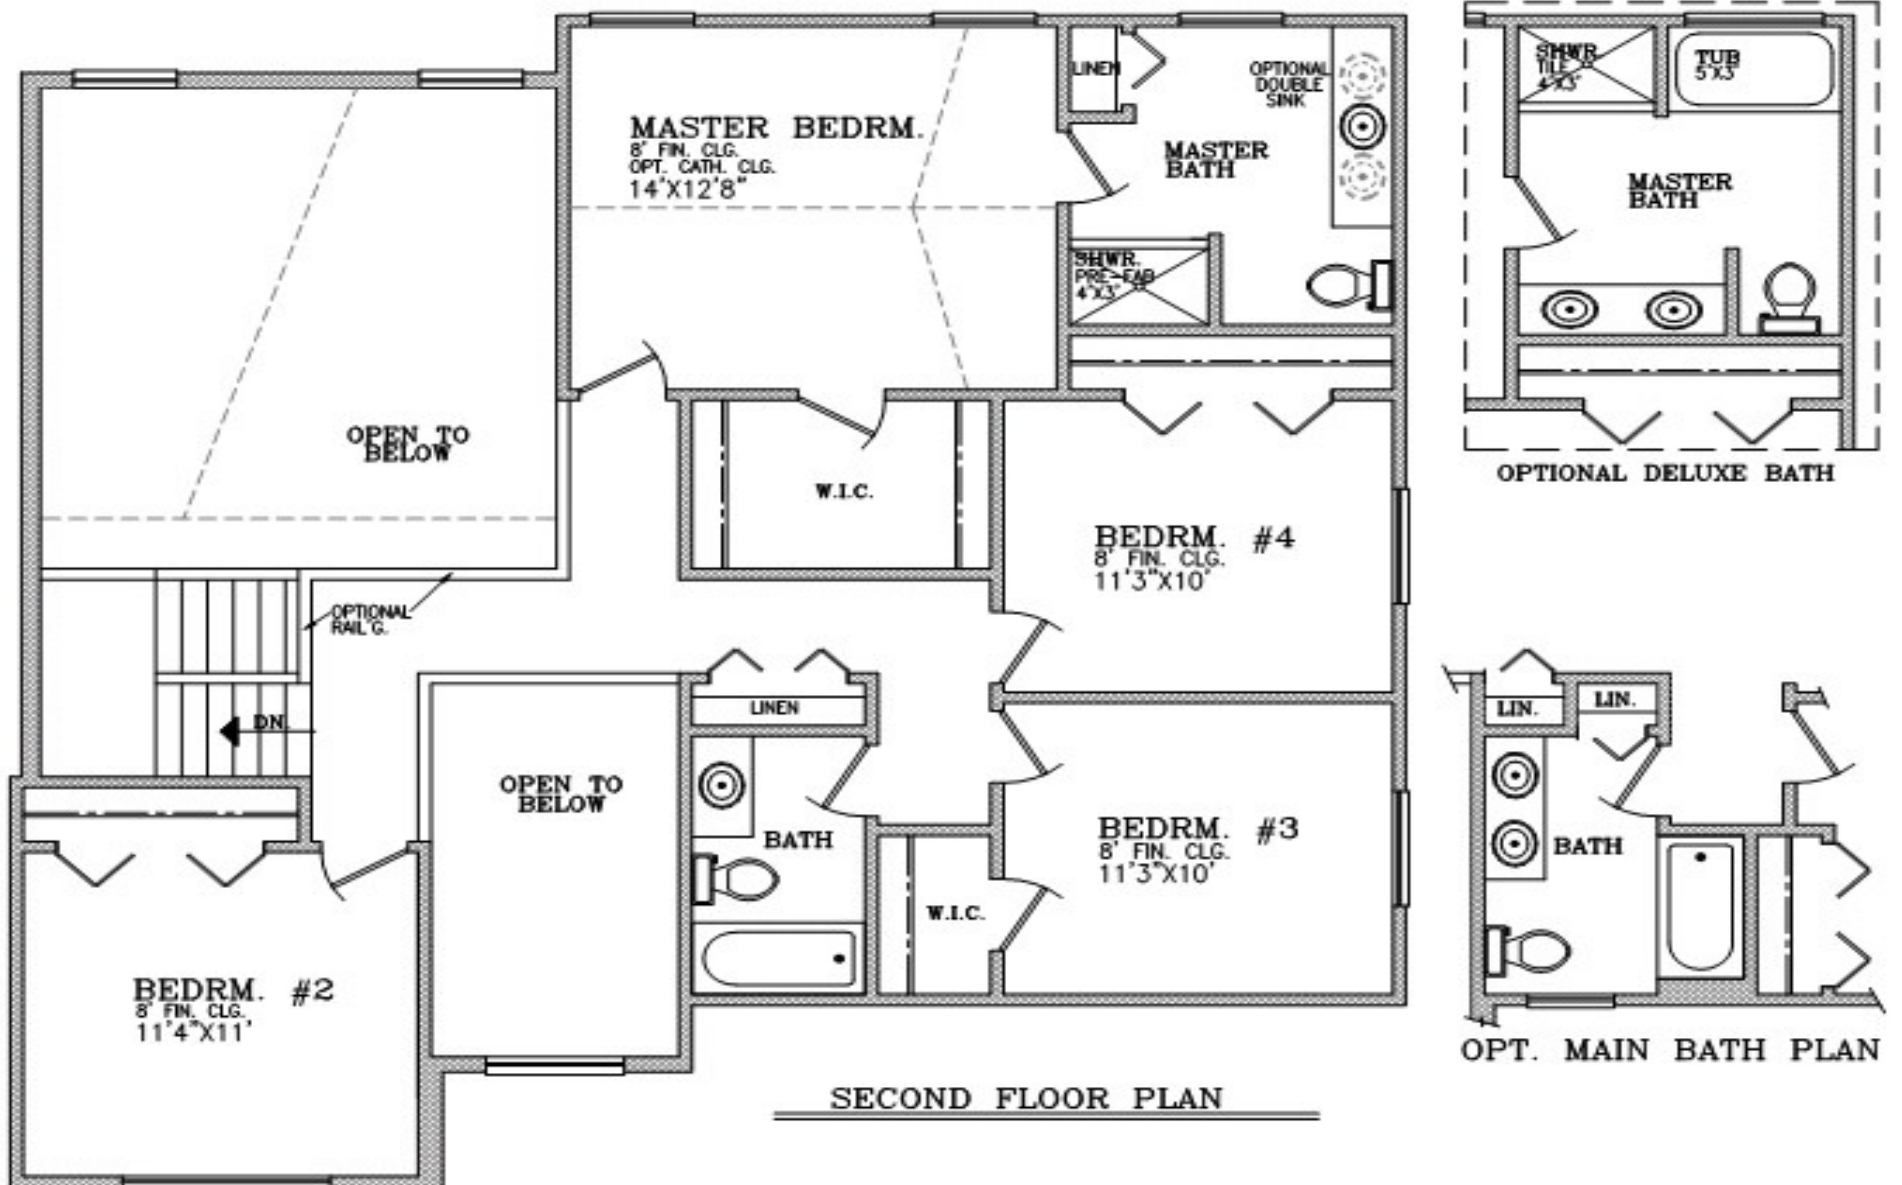 MASTER BEDRM.
8' FIN. CLG.
OPT. CATH. CLG.
14'X12'8"
LINEN
OPTIONAL
DOUBLE
SINK
MASTER
BATH
SHWR.
PRE-FAB
4'X3'
SHWR.
TILE
4'X3'
TUB
5'X3'
MASTER
BATH
OPTIONAL DELUXE BATH
OPEN TO
BELOW
W.I.C.
BEDRM. #4
8' FIN. CLG.
11'3"X10'
OPTIONAL
RAIL'G.
DN.
LINEN
OPEN TO
BELOW
BATH
W.I.C.
BEDRM. #3
8' FIN. CLG.
11'3"X10'
LIN.
LIN.
BATH
OPT. MAIN BATH PLAN
BEDRM. #2
8' FIN. CLG.
11'4"X11'
SECOND FLOOR PLAN